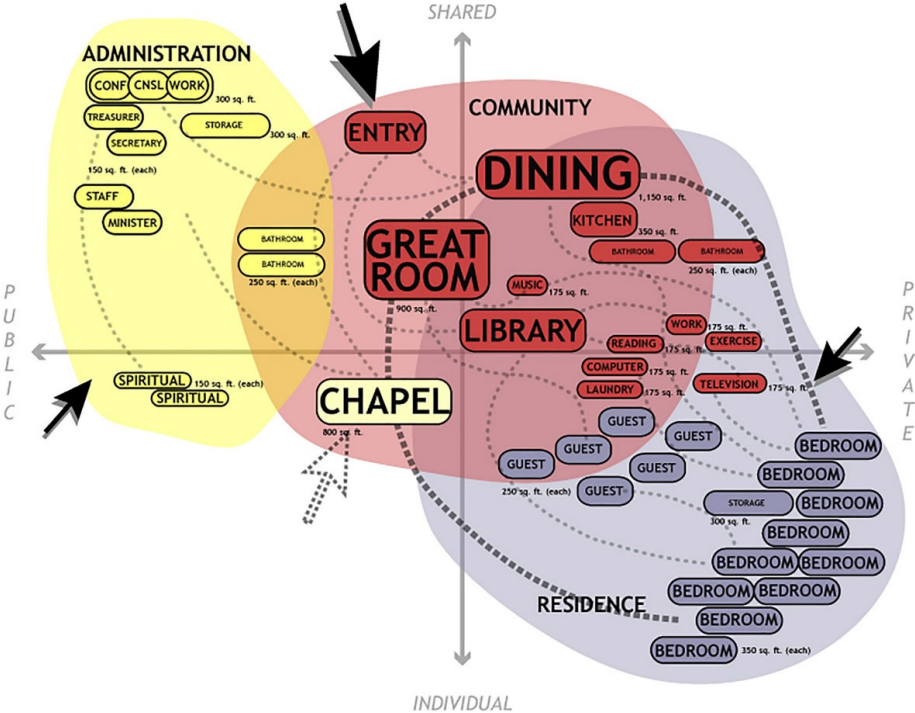 SHARED
ADMINISTRATION
CONF CNSL WORK
300 sq. ft.
TREASURER
STORAGE
300 sq. ft.
SECRETARY
150 sq. ft. (each)
STAFF
MINISTER
BATHROOM
BATHROOM
250 sq. ft. (each)
SPIRITUAL
150 sq. ft. (each)
SPIRITUAL
ENTRY
COMMUNITY
DINING
1,150 sq. ft.
KITCHEN
350 sq. ft.
BATHROOM
BATHROOM
250 sq. ft. (each)
GREAT
ROOM
900 sq. ft.
MUSIC
175 sq. ft.
LIBRARY
WORK
175 sq. ft.
READING
175 sq. ft.
EXERCISE
COMPUTER
175 sq. ft.
LAUNDRY
175 sq. ft.
TELEVISION
175 sq. ft.
CHAPEL
800 sq. ft.
GUEST
GUEST
GUEST
GUEST
GUEST
GUEST
250 sq. ft. (each)
BEDROOM
BEDROOM
STORAGE
300 sq. ft.
BEDROOM
BEDROOM
BEDROOM
BEDROOM
BEDROOM
BEDROOM
RESIDENCE
BEDROOM
BEDROOM
350 sq. ft. (each)
PUBLIC
PRIVATE
INDIVIDUAL